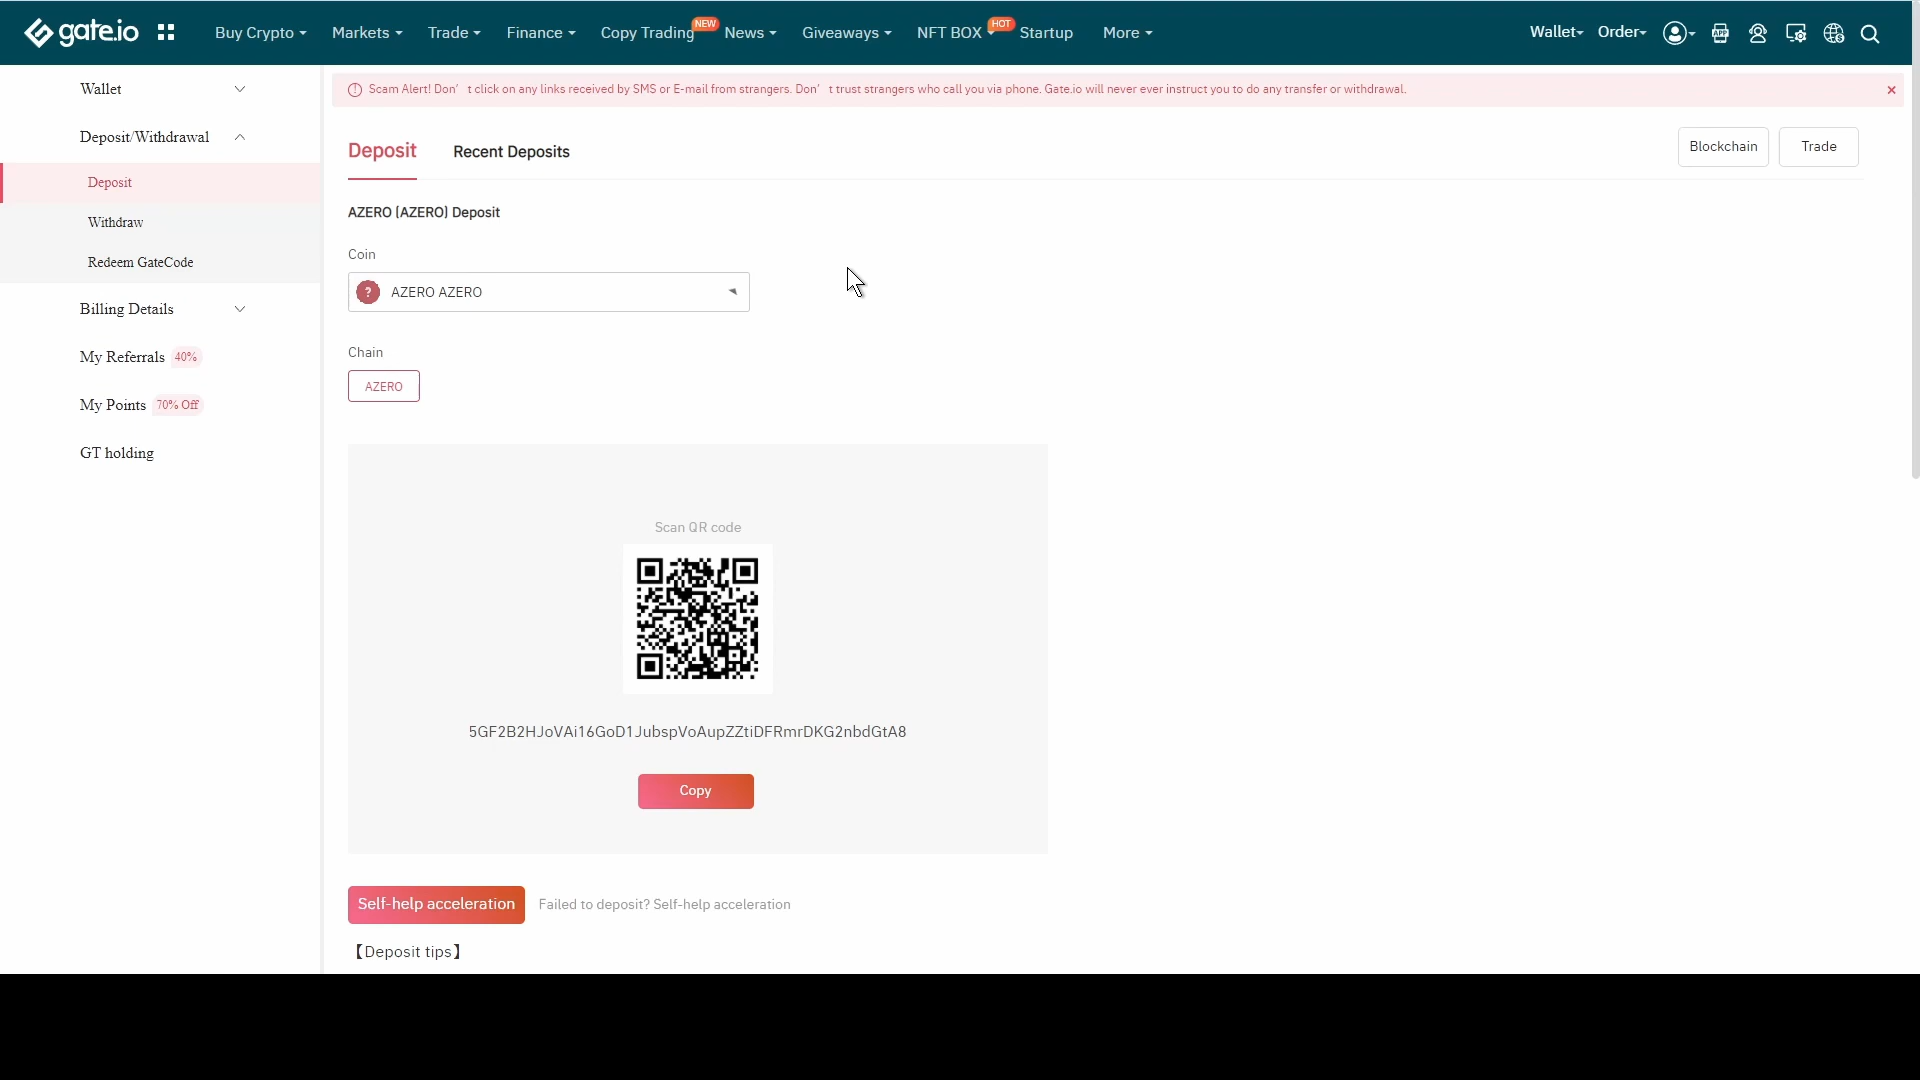 gate.io
Buy Crypto Markets Trade Finance Copy Trading NEW News Giveaways NFT BOX HOT Startup More Wallet Order
Wallet
Deposit/Withdrawal
Deposit
Withdraw
Redeem GateCode
Billing Details
My Referrals 40%
My Points 70% Off
GT holding
Scam Alert! Don' t click on any links received by SMS or E-mail from strangers. Don' t trust strangers who call you via phone. Gate.io will never ever instruct you to do any transfer or withdrawal.
Deposit Recent Deposits Blockchain Trade
AZERO (AZERO) Deposit
Coin
? AZERO AZERO
Chain
AZERO
Scan QR code
5GF2B2HJoVAi16GoD1JubspVoAupZZtiDFRmrDKG2nbdGtA8
Copy
Self-help acceleration Failed to deposit? Self-help acceleration
【Deposit tips】